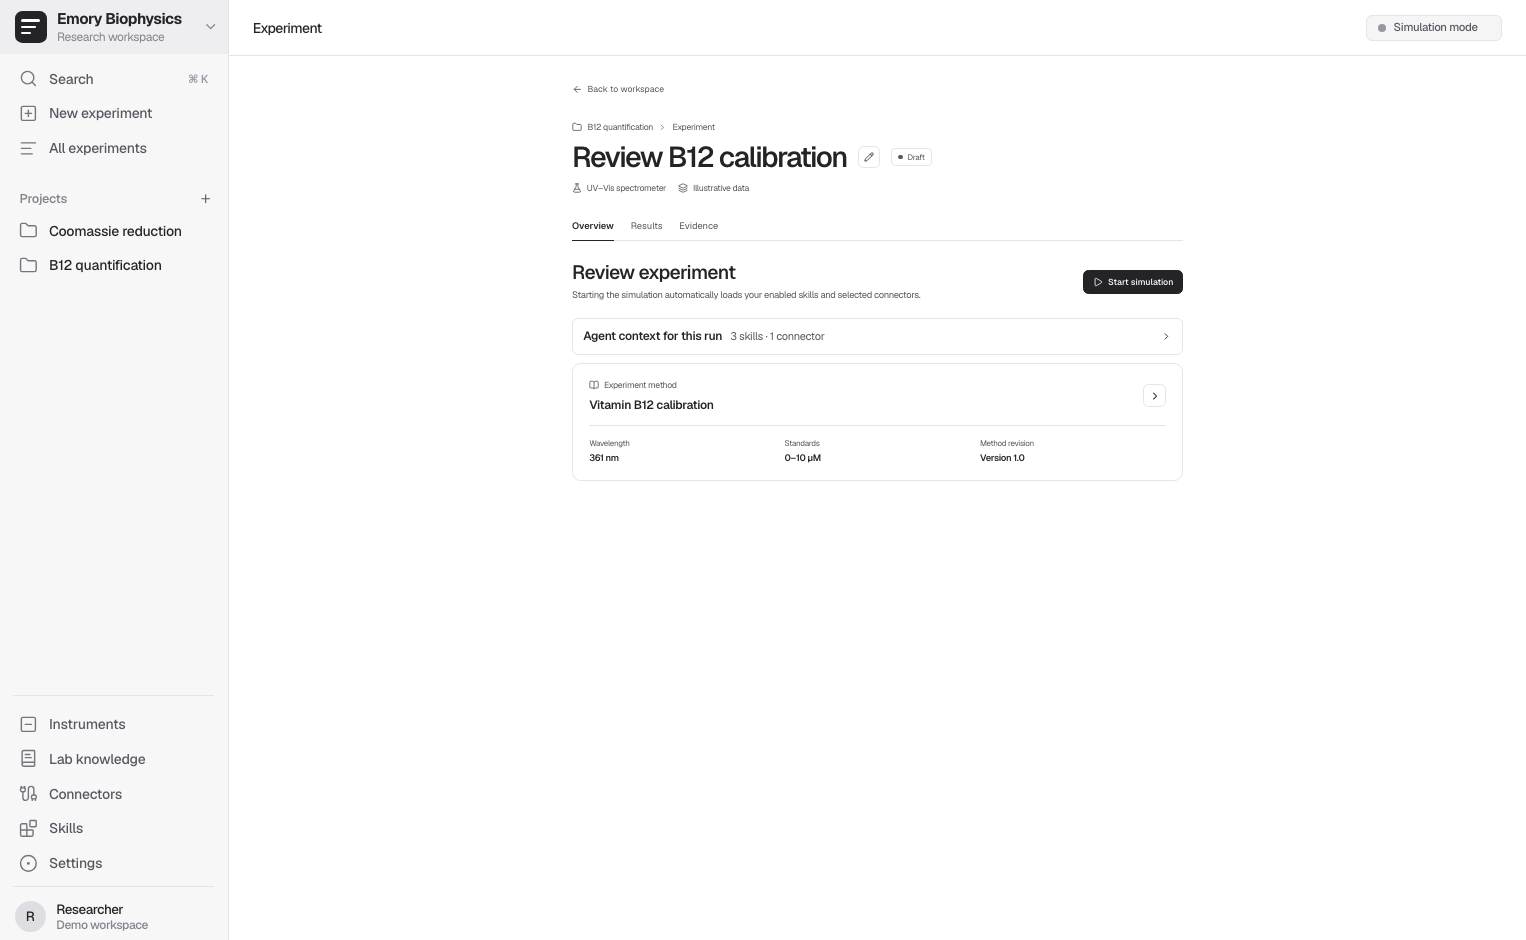 Emory Biophysics
Research workspace
Search ⌘ K
New experiment
All experiments
Projects
Coomassie reduction
B12 quantification
Instruments
Lab knowledge
Connectors
Skills
Settings
R
Researcher
Demo workspace
Experiment
Simulation mode
Back to workspace
B12 quantification > Experiment
Review B12 calibration
Draft
UV–Vis spectrometer Illustrative data
Overview Results Evidence
Review experiment
Starting the simulation automatically loads your enabled skills and selected connectors.
Start simulation
Agent context for this run 3 skills · 1 connector
Experiment method
Vitamin B12 calibration
Wavelength Standards Method revision
361 nm 0–10 µM Version 1.0